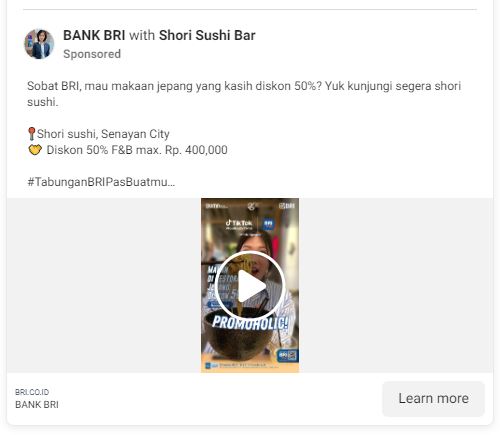 BANK BRI with Shori Sushi Bar
Sponsored
Sobat BRI, mau makaan jepang yang kasih diskon 50%? Yuk kunjungi segera shori
sushi.
Shori sushi, Senayan City
Diskon 50% F&B max. Rp. 400,000
#TabunganBRIPasBuatmu...
BRI
TikTok
BRI
PROMOHOLIC!
BRI
BRI.CO.ID
BANK BRI
Learn more